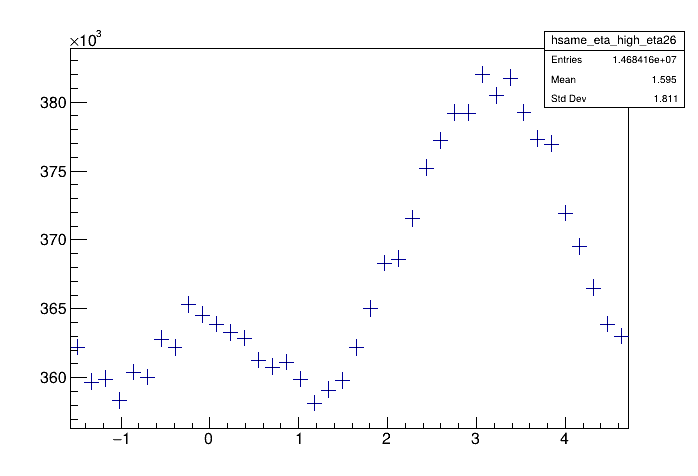 ×10³
hsame_eta_high_eta26
Entries 1.468416e+07
Mean 1.595
Std Dev 1.811
380
375
370
365
360
−1 0 1 2 3 4